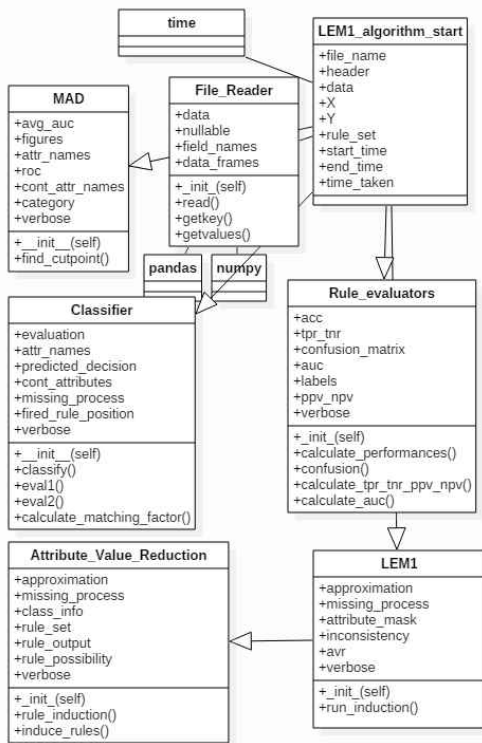 time
LEM1_algorithm_start
+file_name
+header
+data
+X
+Y
+rule_set
+start_time
+end_time
+time_taken
MAD
+avg_auc
+figures
+attr_names
+roc
+cont_attr_names
+category
+verbose
+__init__(self)
+find_cutpoint()
File_Reader
+data
+nullable
+field_names
+data_frames
+_init_(self)
+read()
+getkey()
+getvalues()
pandas
numpy
Classifier
+evaluation
+attr_names
+predicted_decision
+cont_attributes
+missing_process
+fired_rule_position
+verbose
+__init__(self)
+classify()
+eval1()
+eval2()
+calculate_matching_factor()
Rule_evaluators
+acc
+tpr_tnr
+confusion_matrix
+auc
+labels
+ppv_npv
+verbose
+_init_(self)
+calculate_performances()
+confusion()
+calculate_tpr_tnr_ppv_npv()
+calculate_auc()
Attribute_Value_Reduction
+approximation
+missing_process
+class_info
+rule_set
+rule_output
+rule_possibility
+verbose
+_init_(self)
+rule_induction()
+induce_rules()
LEM1
+approximation
+missing_process
+attribute_mask
+inconsistency
+avr
+verbose
+_init_(self)
+run_induction()